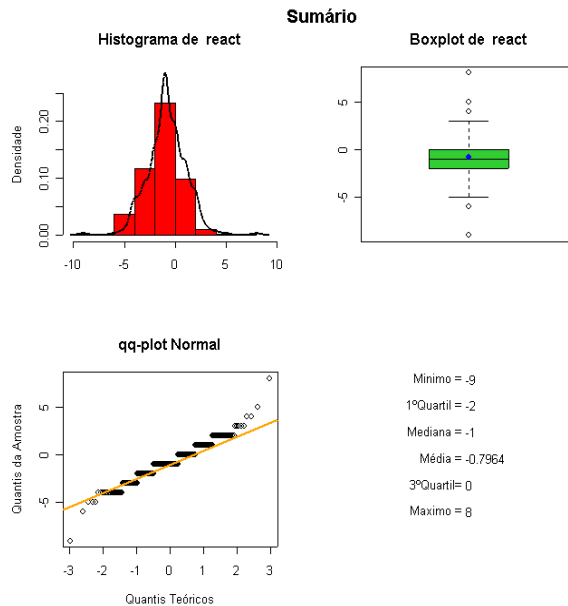 Sumário
Histograma de react
Densidade
0.00
0.10
0.20
-10
-5
0
5
10
Boxplot de react
5
0
-5
qq-plot Normal
Quantis da Amostra
5
0
-5
-3
-2
-1
0
1
2
3
Quantis Teóricos
Minimo = -9
1ºQuartil = -2
Mediana = -1
Média = -0.7964
3ºQuartil= 0
Maximo = 8